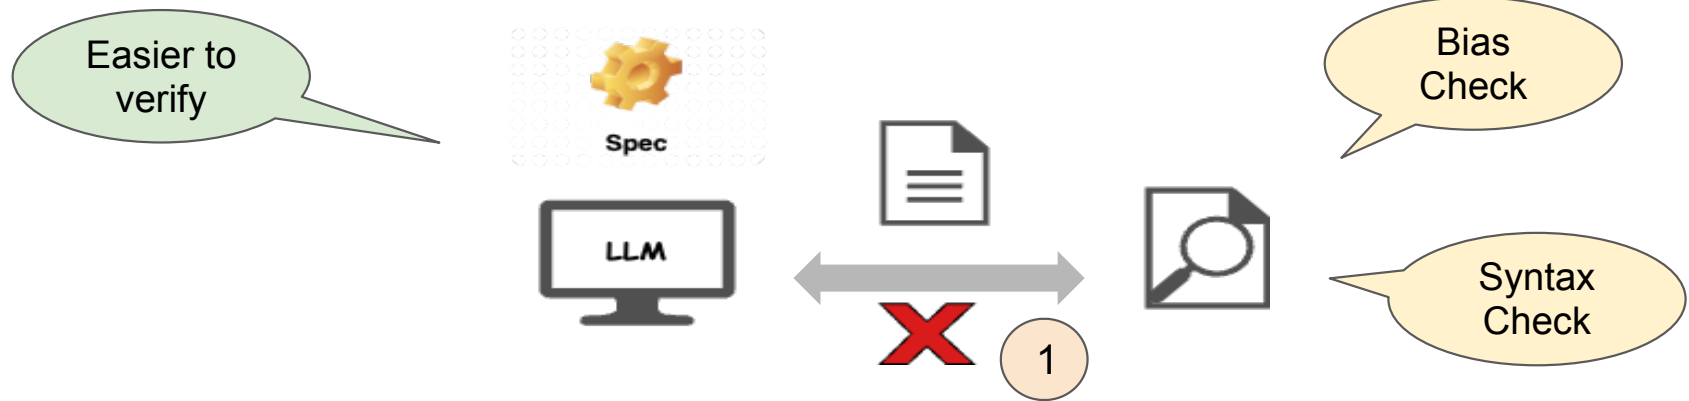 Easier to
verify
Spec
LLM
Bias
Check
Syntax
Check
1